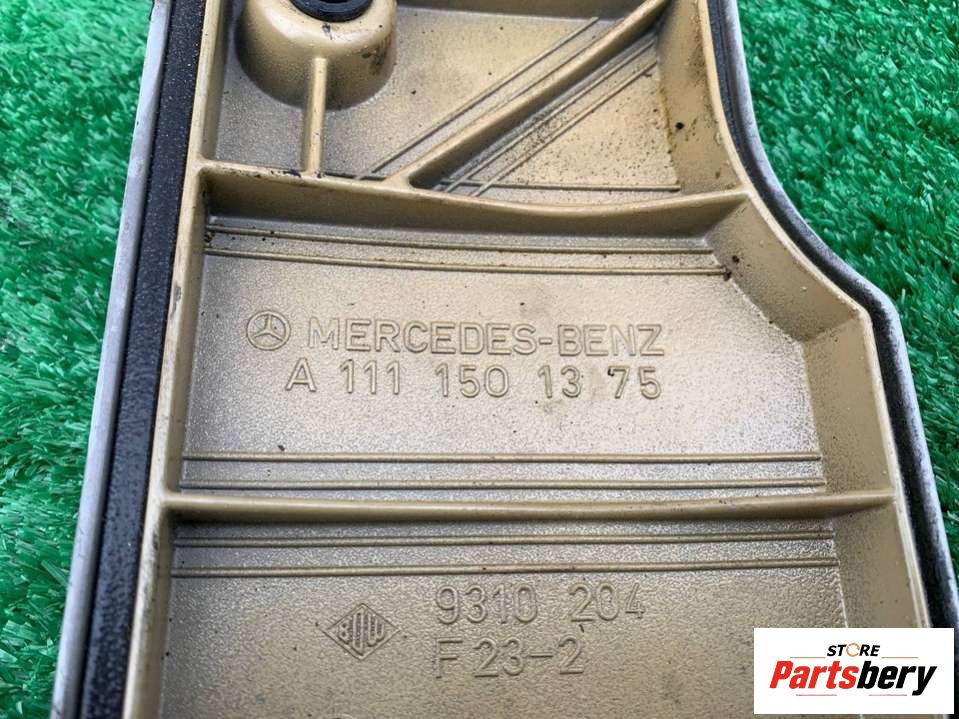 MERCEDES-BENZ
A 111 150 13 75
9310 204
F 23-2
STORE
Partsbery